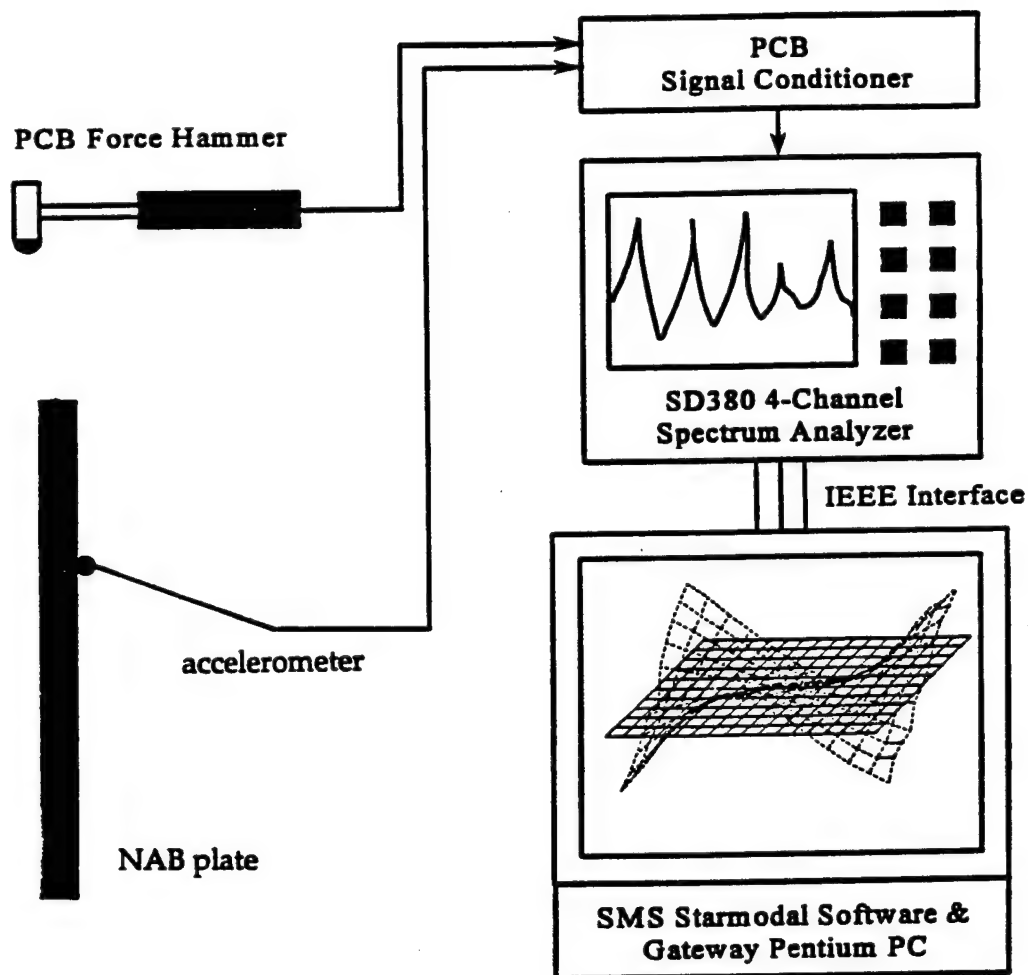 PCB
Signal Conditioner
PCB Force Hammer
SD380 4-Channel
Spectrum Analyzer
IEEE Interface
accelerometer
NAB plate
SMS Starmodal Software &
Gateway Pentium PC